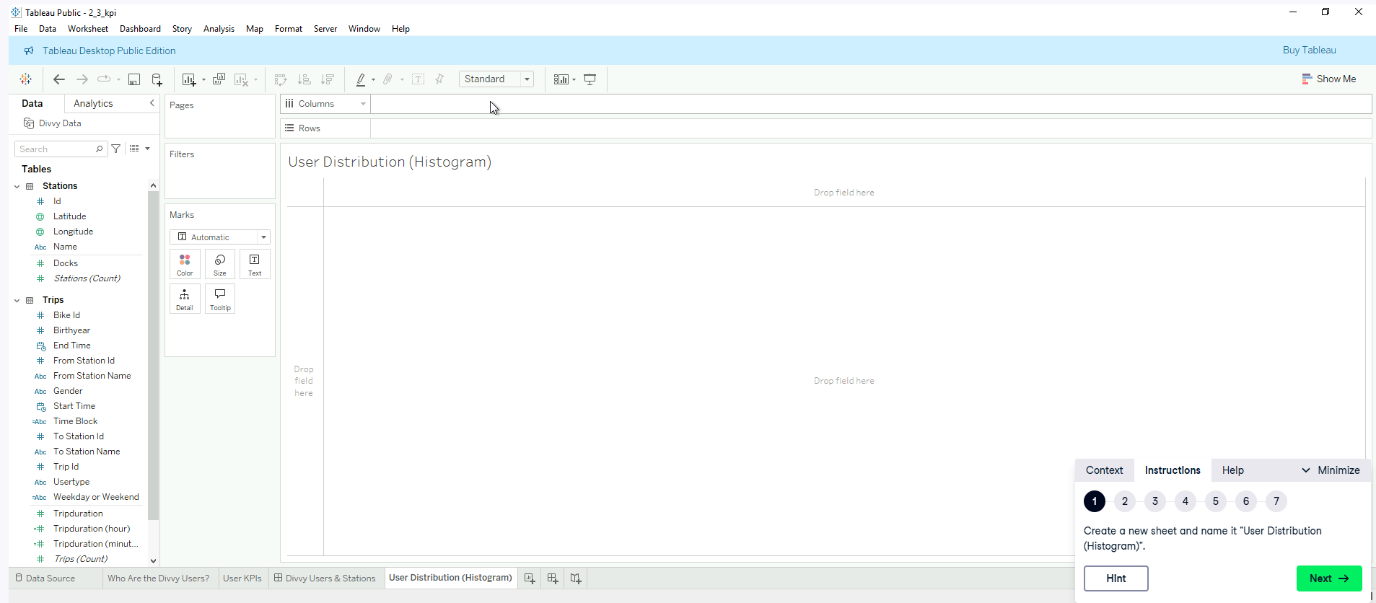 Tableau Public - 2_3_kpi
File Data Worksheet Dashboard Story Analysis Map Format Server Window Help
Tableau Desktop Public Edition
Buy Tableau
Standard
Show Me
Data Analytics
Divvy Data
Search
Tables
Stations
Id
Latitude
Longitude
Abc Name
Docks
Stations (Count)
Trips
Bike Id
Birthyear
End Time
From Station Id
Abc From Station Name
Abc Gender
Start Time
=Abc Time Block
To Station Id
Abc To Station Name
Trip Id
Abc Usertype
=Abc Weekday or Weekend
Tripduration
=# Tripduration (hour)
=# Tripduration (minut...
Trips (Count)
Pages
Filters
Marks
Automatic
Color Size Text
Detail Tooltip
Columns
Rows
User Distribution (Histogram)
Drop field here
Drop
field
here
Drop field here
Context Instructions Help Minimize
1 2 3 4 5 6 7
Create a new sheet and name it "User Distribution
(Histogram)".
Hint
Next →
Data Source Who Are the Divvy Users? User KPIs Divvy Users & Stations User Distribution (Histogram)